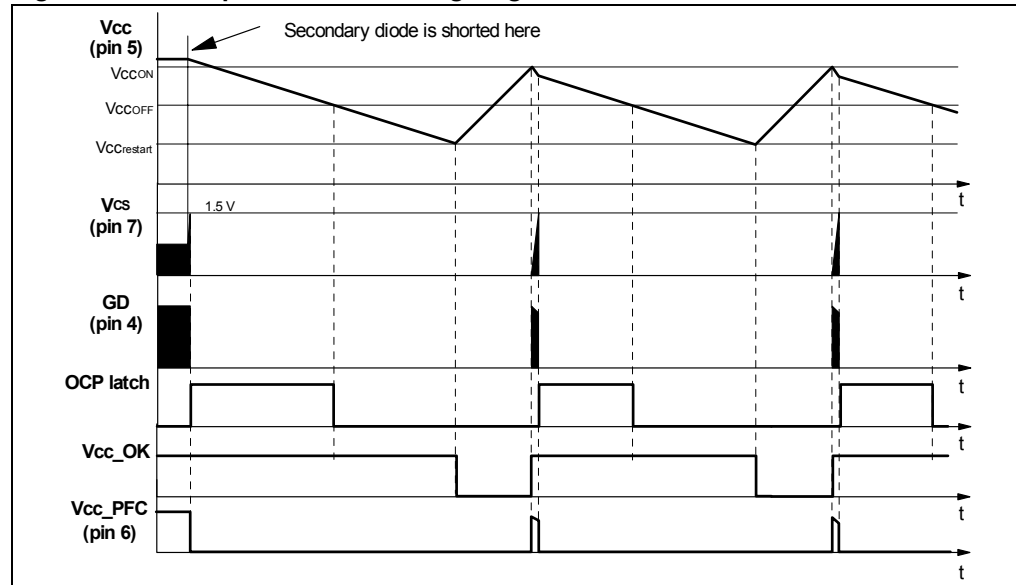 Vcc
(pin 5)
Secondary diode is shorted here
VccON
VccOFF
VCCrestart
t
Vcs
(pin 7)
1.5 V
t
GD
(pin 4)
t
OCP latch
t
Vcc_OK
t
Vcc_PFC
(pin 6)
t